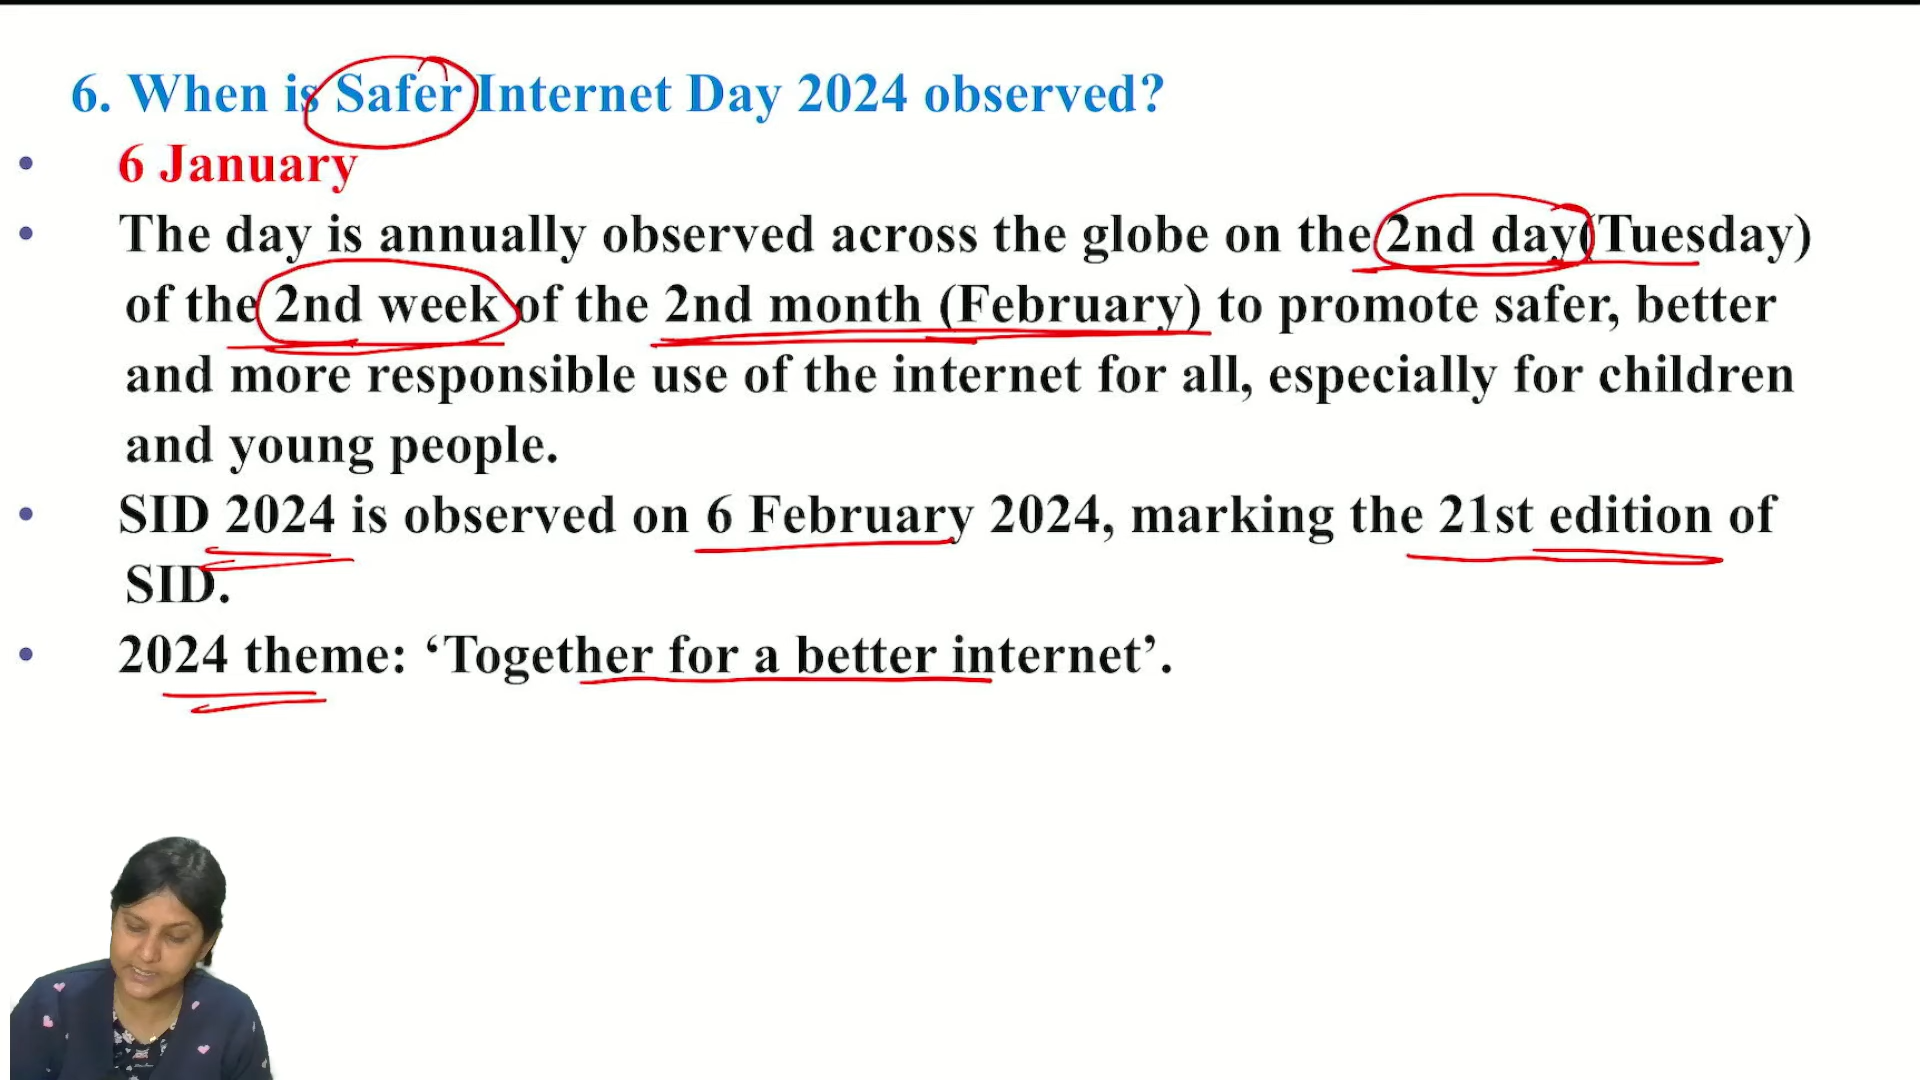 6. When is Safer Internet Day 2024 observed?
• 6 January
• The day is annually observed across the globe on the 2nd day(Tuesday)
of the 2nd week of the 2nd month (February) to promote safer, better
and more responsible use of the internet for all, especially for children
and young people.
• SID 2024 is observed on 6 February 2024, marking the 21st edition of
SID.
• 2024 theme: ‘Together for a better internet’.